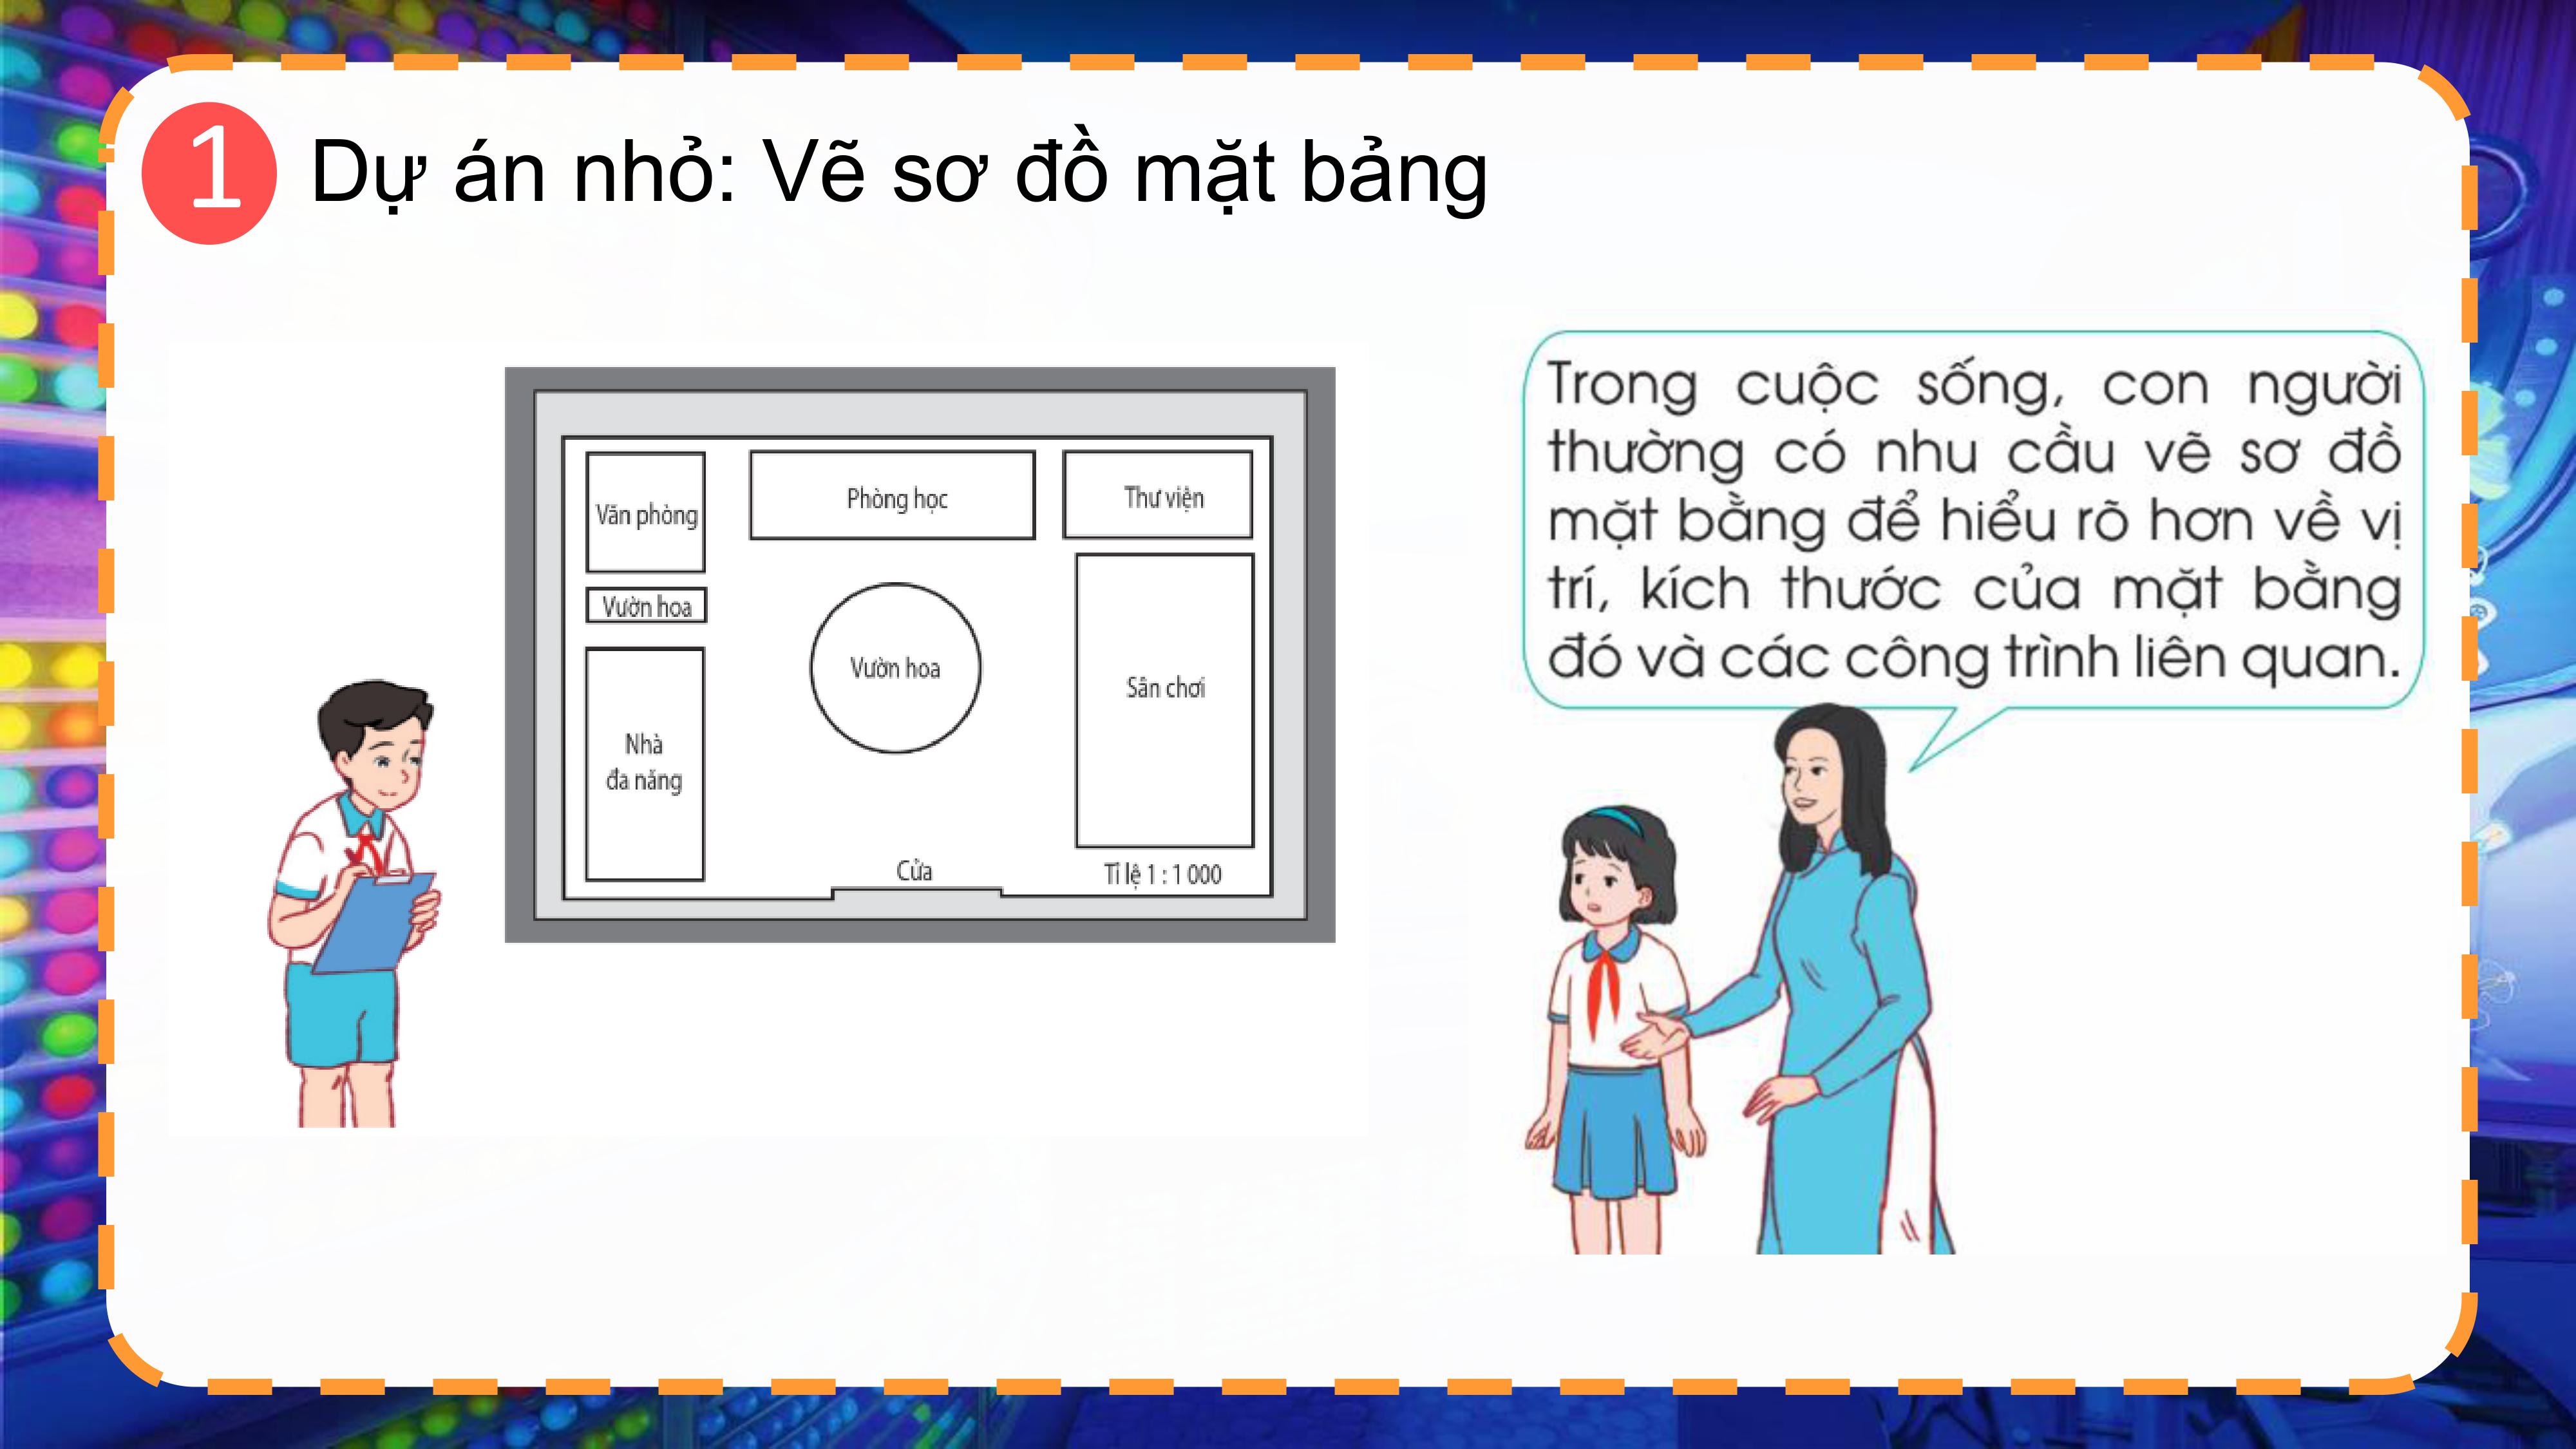 1
Dự án nhỏ: Vẽ sơ đồ mặt bảng
Văn phòng
Phòng học
Thư viện
Vườn hoa
Vườn hoa
Sân chơi
Nhà
đa năng
Cửa
Tỉ lệ 1 : 1 000
Trong cuộc sống, con người
thường có nhu cầu vẽ sơ đồ
mặt bằng để hiểu rõ hơn về vị
trí, kích thước của mặt bằng
đó và các công trình liên quan.